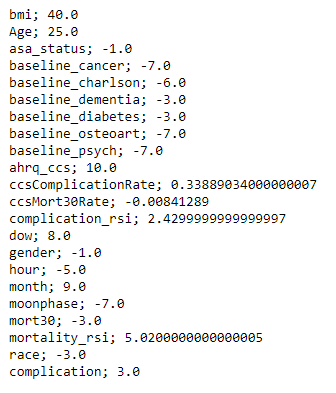 bmi; 40.0
Age; 25.0
asa_status; -1.0
baseline_cancer; -7.0
baseline_charlson; -6.0
baseline_dementia; -3.0
baseline_diabetes; -3.0
baseline_osteoart; -7.0
baseline_psych; -7.0
ahrq_ccs; 10.0
ccsComplicationRate; 0.33889034000000007
ccsMort30Rate; -0.00841289
complication_rsi; 2.4299999999999997
dow; 8.0
gender; -1.0
hour; -5.0
month; 9.0
moonphase; -7.0
mort30; -3.0
mortality_rsi; 5.0200000000000005
race; -3.0
complication; 3.0